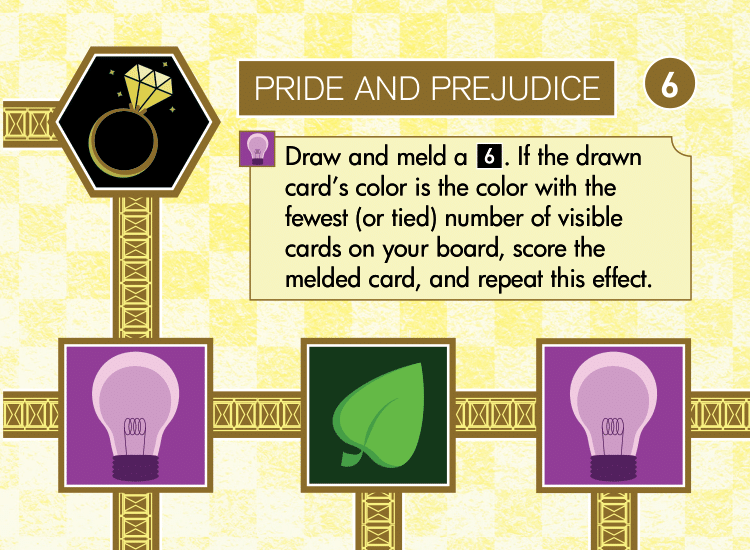 PRIDE AND PREJUDICE
6
Draw and meld a 6. If the drawn
card's color is the color with the
fewest (or tied) number of visible
cards on your board, score the
melded card, and repeat this effect.